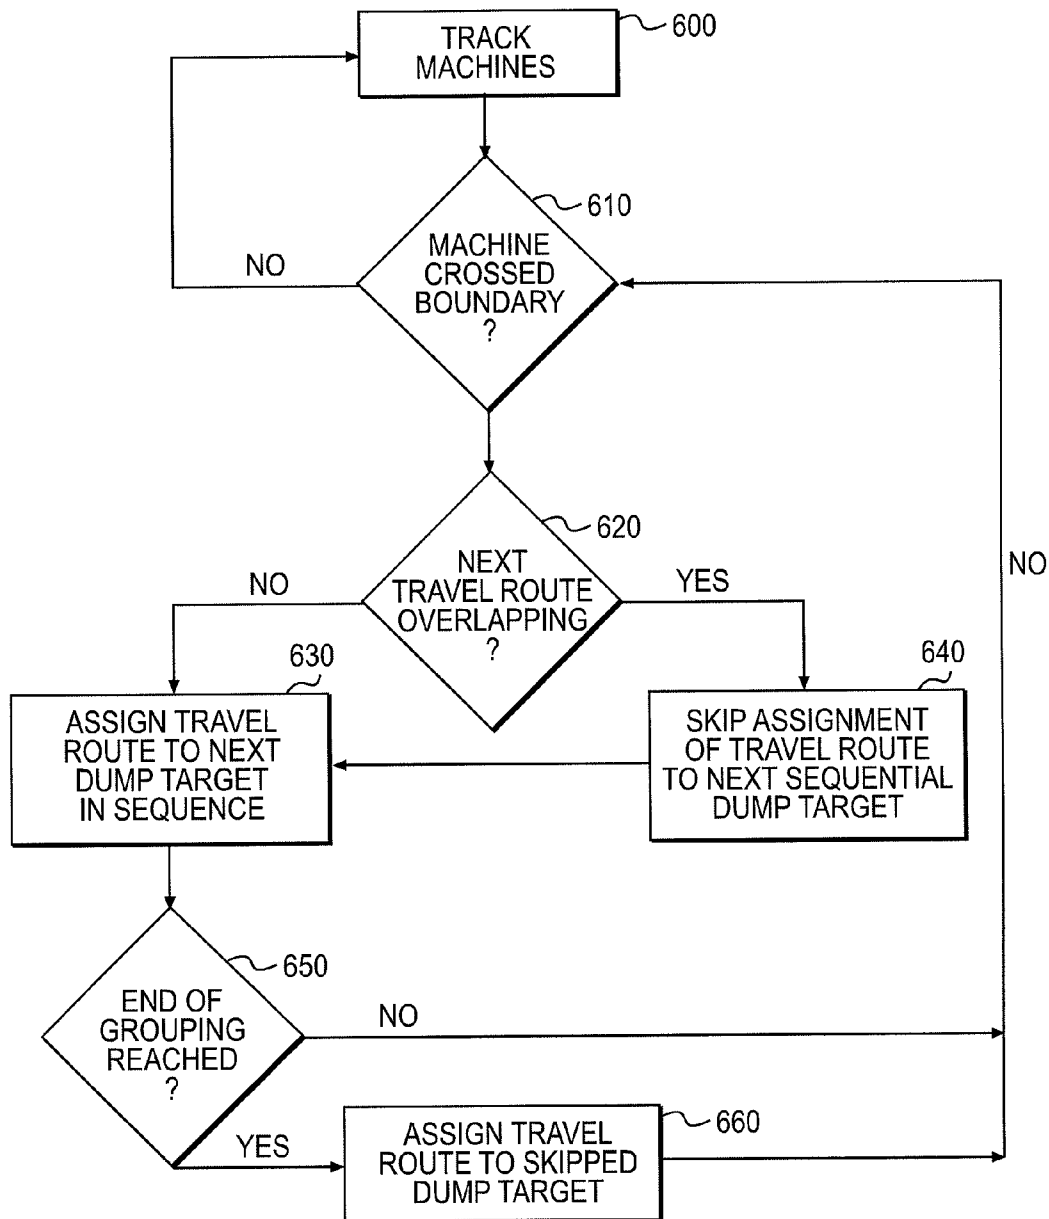 TRACK
MACHINES
600
610
MACHINE
CROSSED
BOUNDARY
?
NO
620
NEXT
TRAVEL ROUTE
OVERLAPPING
?
NO
YES
NO
630
ASSIGN TRAVEL
ROUTE TO NEXT
DUMP TARGET
IN SEQUENCE
640
SKIP ASSIGNMENT
OF TRAVEL ROUTE
TO NEXT SEQUENTIAL
DUMP TARGET
650
END OF
GROUPING
REACHED
?
NO
YES
660
ASSIGN TRAVEL
ROUTE TO SKIPPED
DUMP TARGET